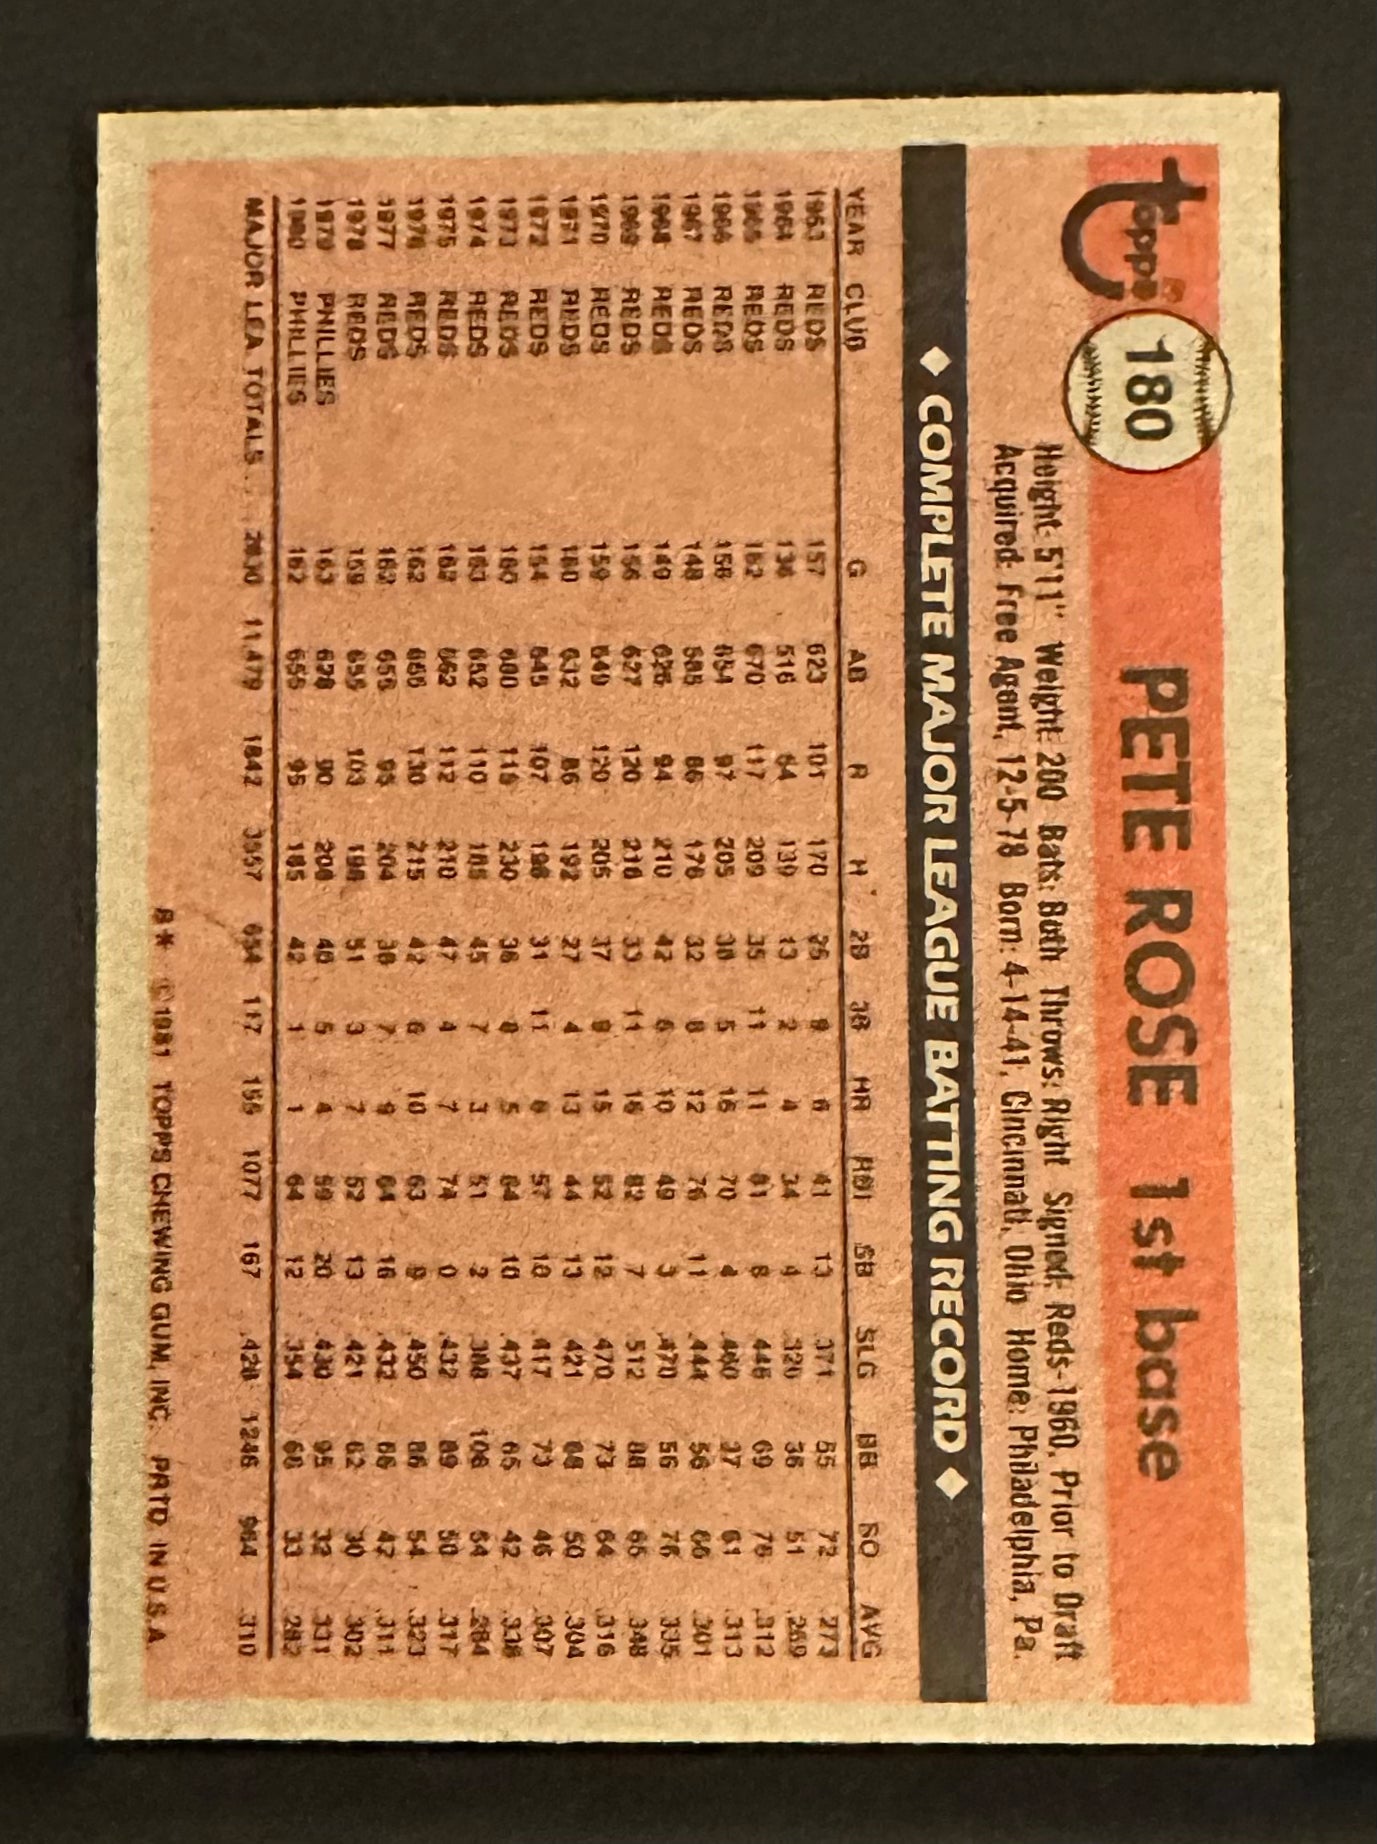 topps
180
PETE ROSE 1st base
Height: 5'11" Weight: 200 Bats: Both Throws: Right Signed: Reds-1960, Prior to Draft
Acquired: Free Agent, 12-5-78 Born: 4-14-41, Cincinnati, Ohio Home: Philadelphia, Pa.
◆ COMPLETE MAJOR LEAGUE BATTING RECORD ◆
YEAR CLUB G AB R H 2B 3B HR RBI SB SLG BB SO AVG
1963 REDS 157 623 101 170 25 9 6 41 13 .371 55 72 .273
1964 REDS 136 516 64 139 13 2 4 34 4 .326 36 51 .269
1965 REDS 162 670 117 209 35 11 11 81 8 .446 69 76 .312
1966 REDS 156 654 97 205 38 5 16 70 4 .460 37 61 .313
1967 REDS 148 585 86 176 32 8 12 76 11 .444 56 66 .301
1968 REDS 149 626 94 210 42 6 10 49 3 .470 56 76 .335
1969 REDS 156 627 120 218 33 11 16 82 7 .512 88 65 .348
1970 REDS 159 649 120 205 37 9 15 52 12 .470 73 64 .316
1971 REDS 160 632 86 192 27 4 13 44 13 .421 68 50 .304
1972 REDS 154 645 107 198 31 11 6 57 10 .417 73 46 .307
1973 REDS 160 680 115 230 36 8 5 64 10 .437 65 42 .338
1974 REDS 163 652 110 185 45 7 3 51 2 .388 106 54 .284
1975 REDS 162 662 112 210 47 4 7 74 0 .432 89 50 .317
1976 REDS 162 665 130 215 42 6 10 63 9 .450 86 54 .323
1977 REDS 162 655 95 204 38 7 9 64 16 .432 66 42 .311
1978 REDS 159 655 103 198 51 3 7 52 13 .421 62 30 .302
1979 PHILLIES 163 628 90 208 40 5 4 59 20 .430 95 32 .331
1980 PHILLIES 162 655 95 185 42 1 1 64 12 .354 66 33 .282
MAJOR LEA. TOTALS 2830 11,479 1842 3557 654 117 155 1077 167 .428 1246 964 .310
B* © 1981 TOPPS CHEWING GUM, INC. PRTD. IN U.S.A.